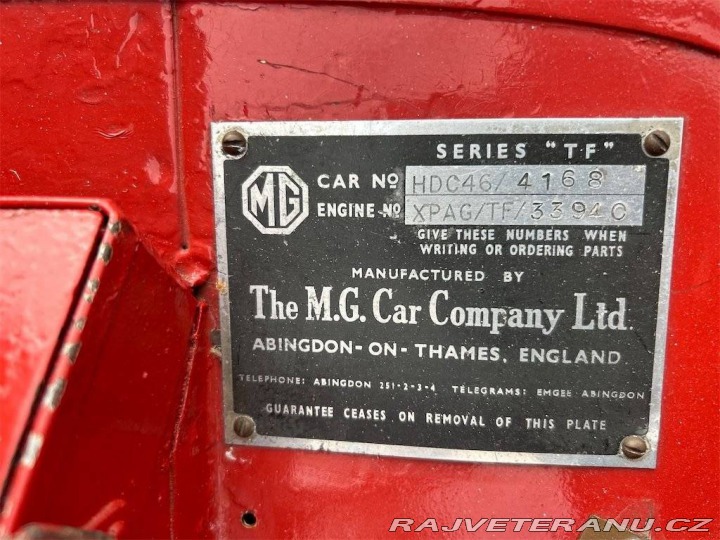 SERIES "TF"
MG
CAR NO HDC46/4168
ENGINE NO XPAG/TF/33940
GIVE THESE NUMBERS WHEN
WRITING OR ORDERING PARTS
MANUFACTURED BY
The M.G. Car Company Ltd.
ABINGDON-ON-THAMES, ENGLAND
TELEPHONE: ABINGDON 251-2-3-4 TELEGRAMS: EMGEE ABINGDON
GUARANTEE CEASES ON REMOVAL OF THIS PLATE
RAJVETERANU.CZ